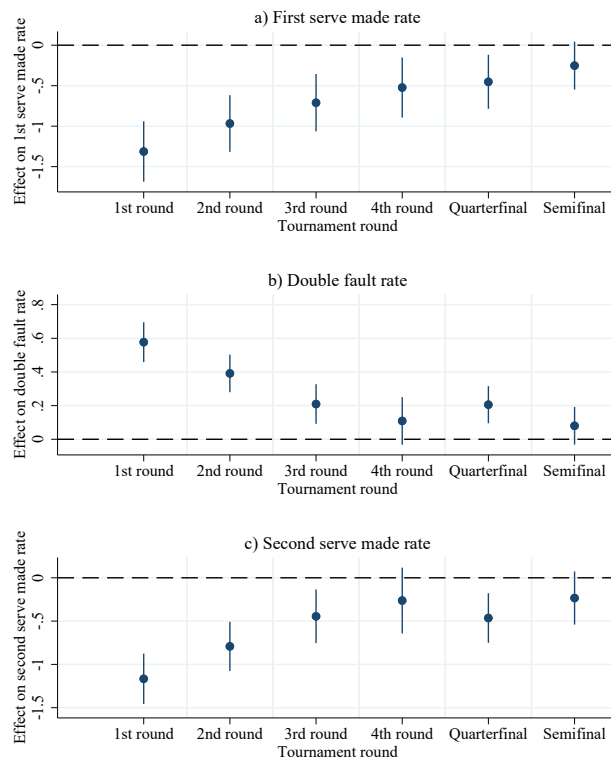 a) First serve made rate
Effect on 1st serve made rate
0
-.5
-1
-1.5
1st round 2nd round 3rd round 4th round Quarterfinal Semifinal
Tournament round
b) Double fault rate
Effect on double fault rate
.8
.6
.4
.2
0
1st round 2nd round 3rd round 4th round Quarterfinal Semifinal
Tournament round
c) Second serve made rate
Effect on second serve made rate
0
-.5
-1
-1.5
1st round 2nd round 3rd round 4th round Quarterfinal Semifinal
Tournament round